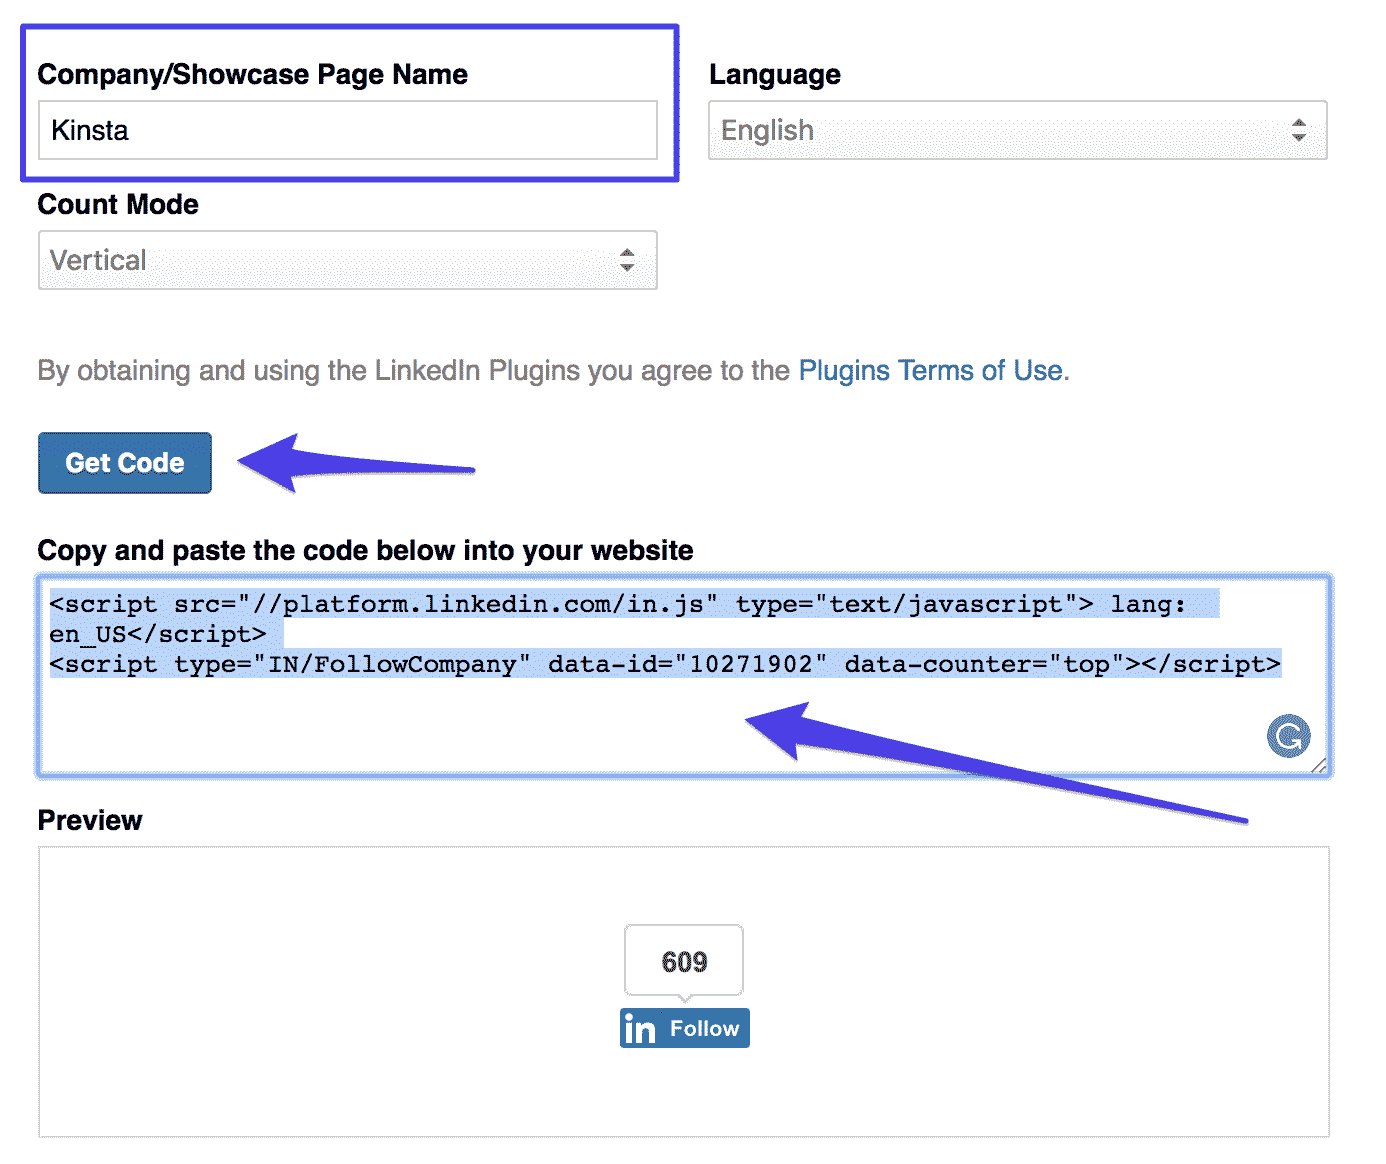 Company/Showcase Page Name
Kinsta
Language
English
Count Mode
Vertical
By obtaining and using the LinkedIn Plugins you agree to the Plugins Terms of Use.
Get Code
Copy and paste the code below into your website
<script src="//platform.linkedin.com/in.js" type="text/javascript"> lang:
en_US</script>
<script type="IN/FollowCompany" data-id="10271902" data-counter="top"></script>
G
Preview
609
in Follow